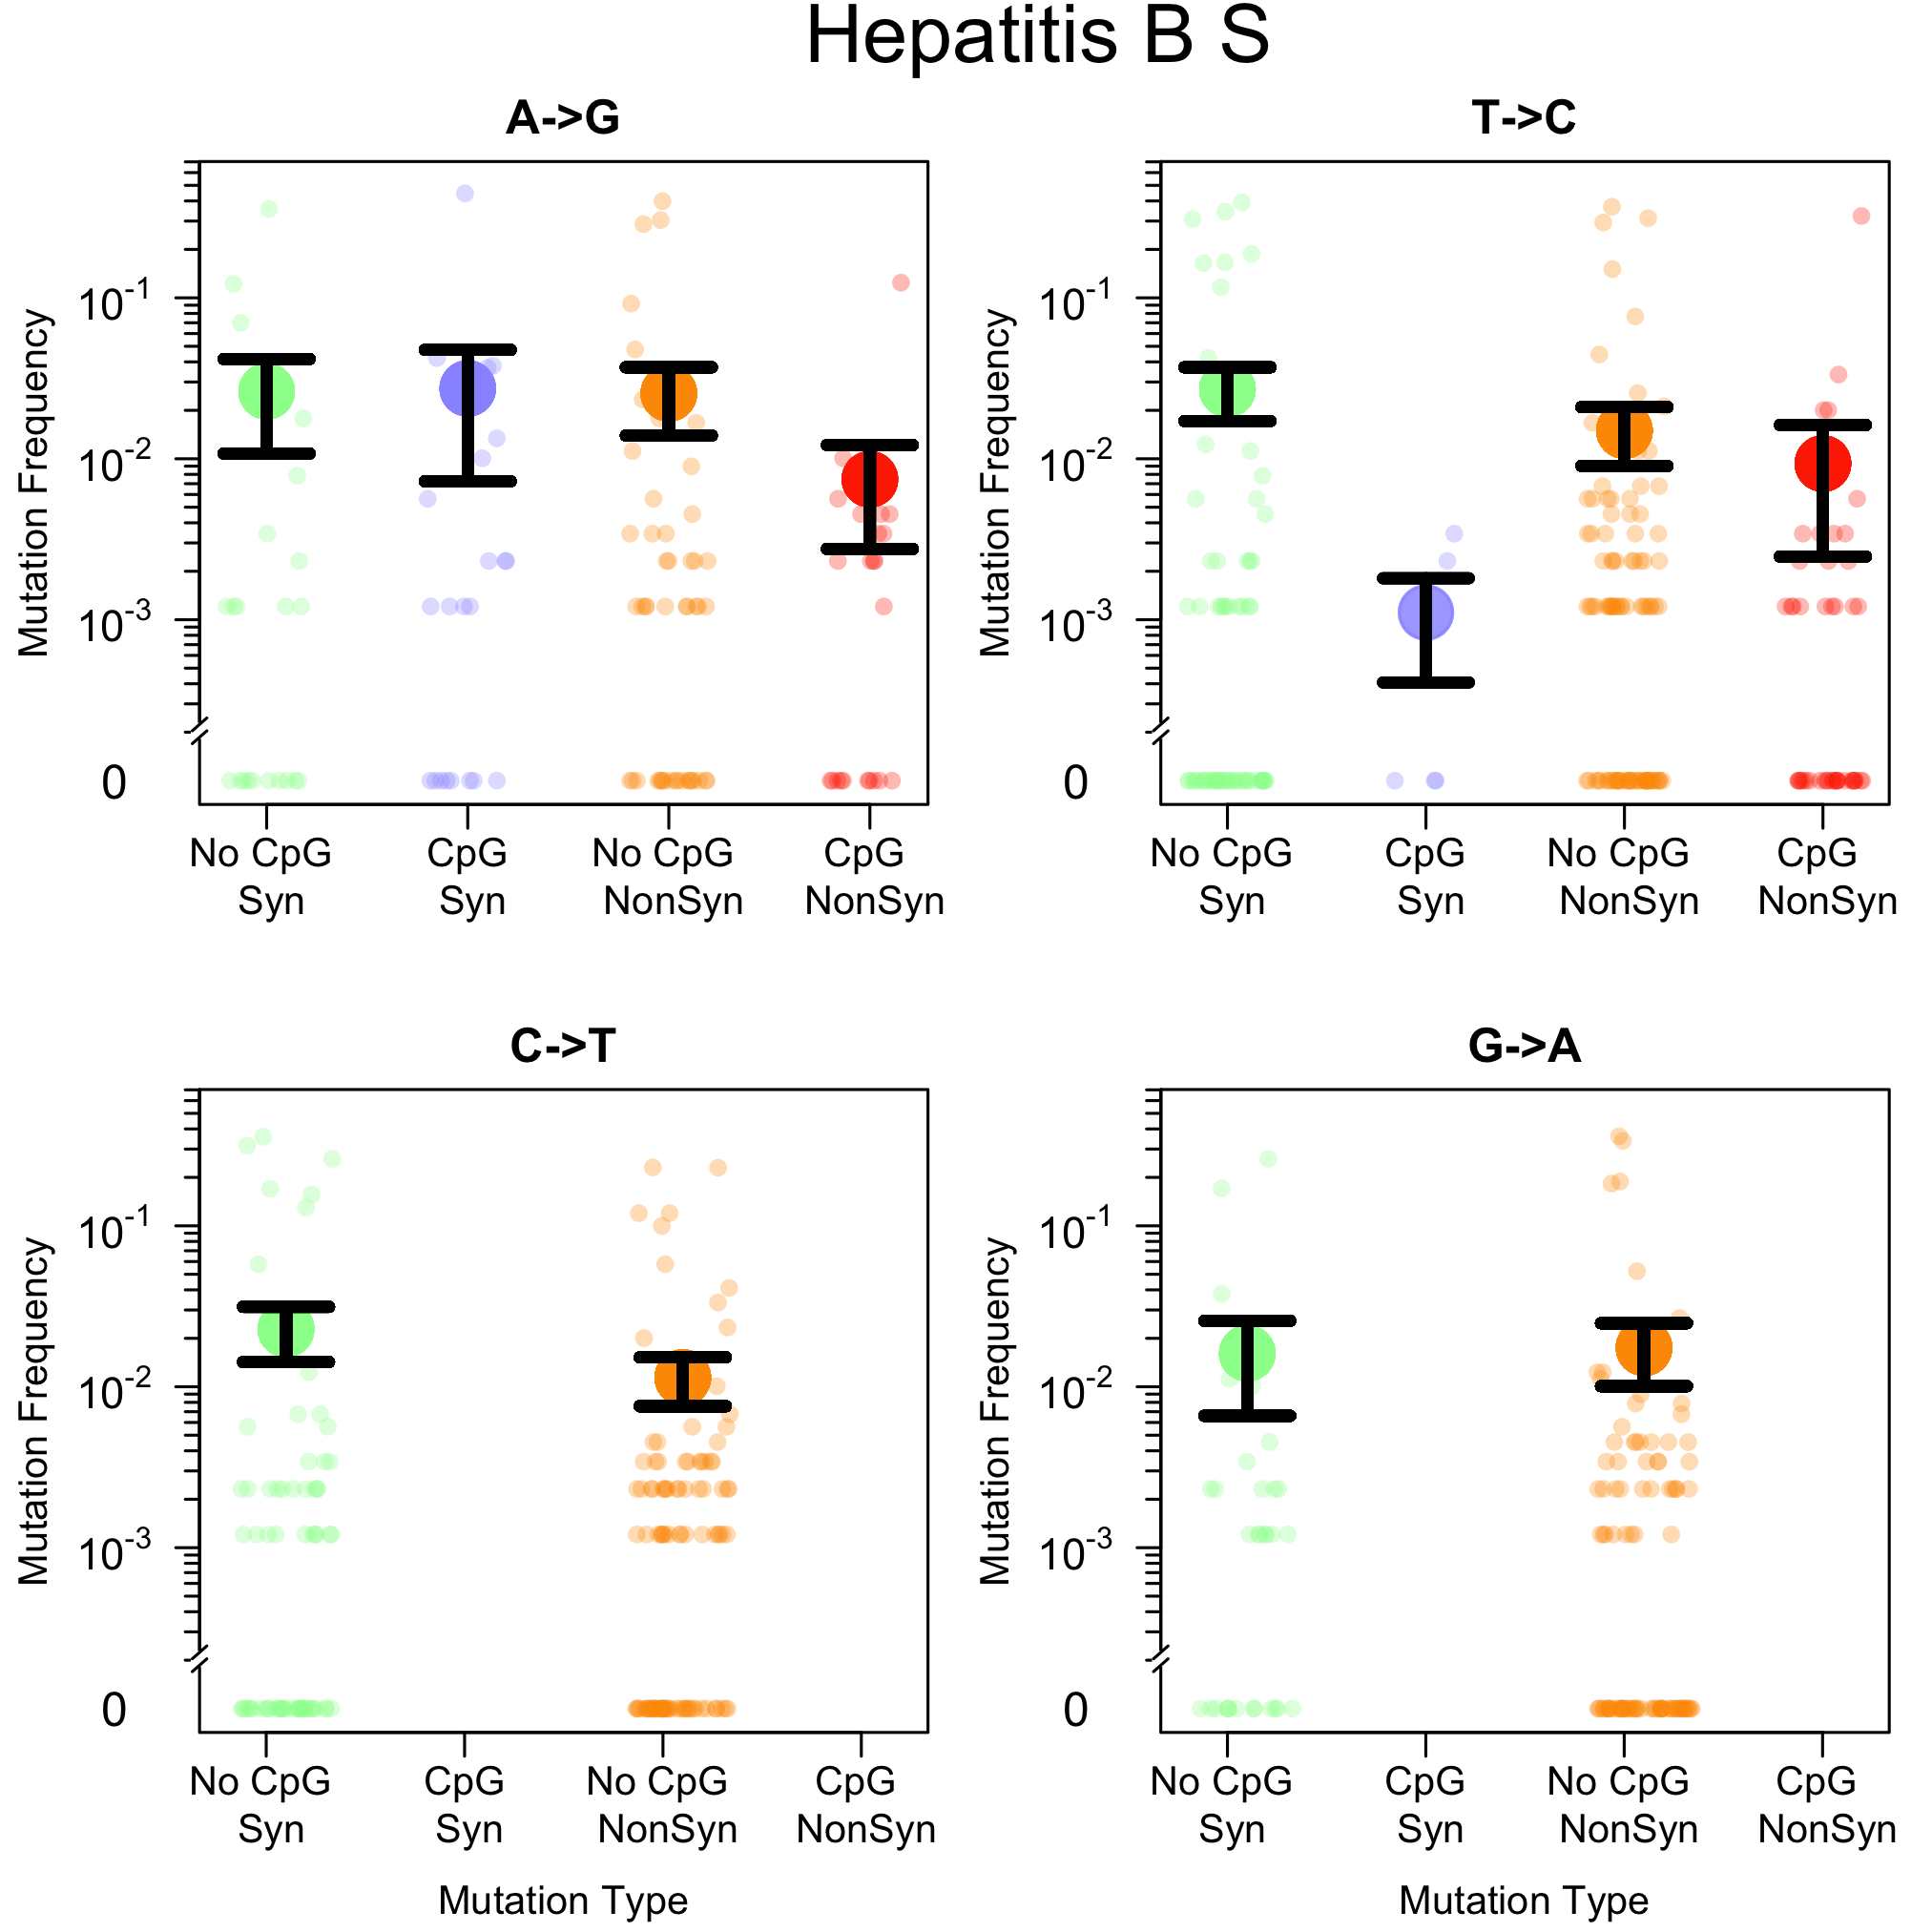 Hepatitis B S
A->G
Mutation Frequency
10-1
10-2
10-3
0
No CpG CpG No CpG CpG
Syn Syn NonSyn NonSyn
T->C
Mutation Frequency
10-1
10-2
10-3
0
No CpG CpG No CpG CpG
Syn Syn NonSyn NonSyn
C->T
Mutation Frequency
10-1
10-2
10-3
0
No CpG CpG No CpG CpG
Syn Syn NonSyn NonSyn
Mutation Type
G->A
Mutation Frequency
10-1
10-2
10-3
0
No CpG CpG No CpG CpG
Syn Syn NonSyn NonSyn
Mutation Type